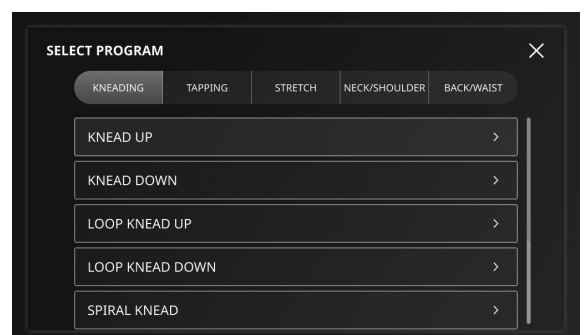 SELECT PROGRAM
KNEADING TAPPING STRETCH NECK/SHOULDER BACK/WAIST
KNEAD UP
KNEAD DOWN
LOOP KNEAD UP
LOOP KNEAD DOWN
SPIRAL KNEAD